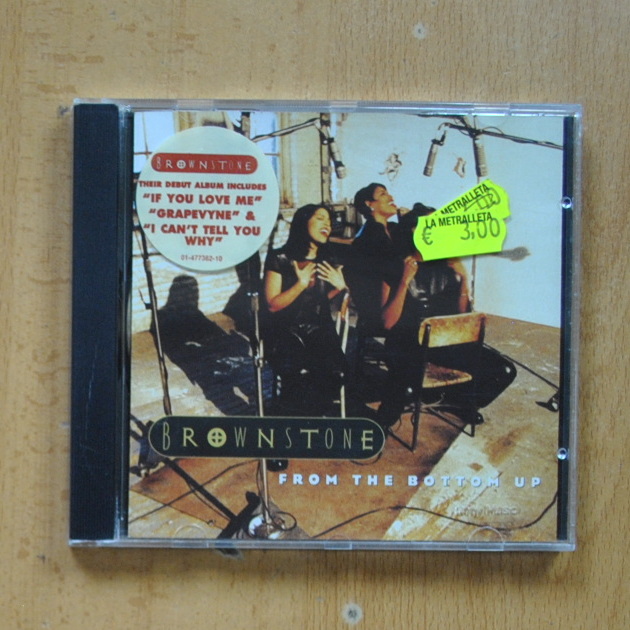 BROWNSTONE
THEIR DEBUT ALBUM INCLUDES
"IF YOU LOVE ME"
"GRAPEVYNE" &
"I CAN'T TELL YOU
WHY"
01-477362-10
METRALLETA
LA METRALLETA
€ 3,00
BROWNSTONE
FROM THE BOTTOM UP